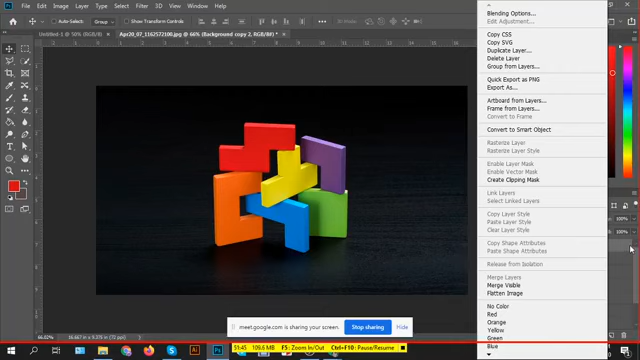 File Edit Image Layer Type Select Filter 3D View Window Help
Auto-Select: Group Show Transform Controls
Untitled-1 @ 50% (RGB/8) Apr20_07_1162572100.jpg @ 66% (Background copy 2, RGB/8) *
Blending Options...
Edit Adjustment...
Copy CSS
Copy SVG
Duplicate Layer...
Delete Layer
Group from Layers...
Quick Export as PNG
Export As...
Artboard from Layers...
Frame from Layers...
Convert to Frame
Convert to Smart Object
Rasterize Layer
Rasterize Layer Style
Enable Layer Mask
Enable Vector Mask
Create Clipping Mask
Link Layers
Select Linked Layers
Copy Layer Style
Paste Layer Style
Clear Layer Style
Copy Shape Attributes
Paste Shape Attributes
Release from Isolation
Merge Layers
Merge Visible
Flatten Image
No Color
Red
Orange
Yellow
Green
Blue
100%
100%
meet.google.com is sharing your screen. Stop sharing Hide
66.02%
51:45 109.6 MB F5: Zoom In/Out Ctrl+F10: Pause/Resume